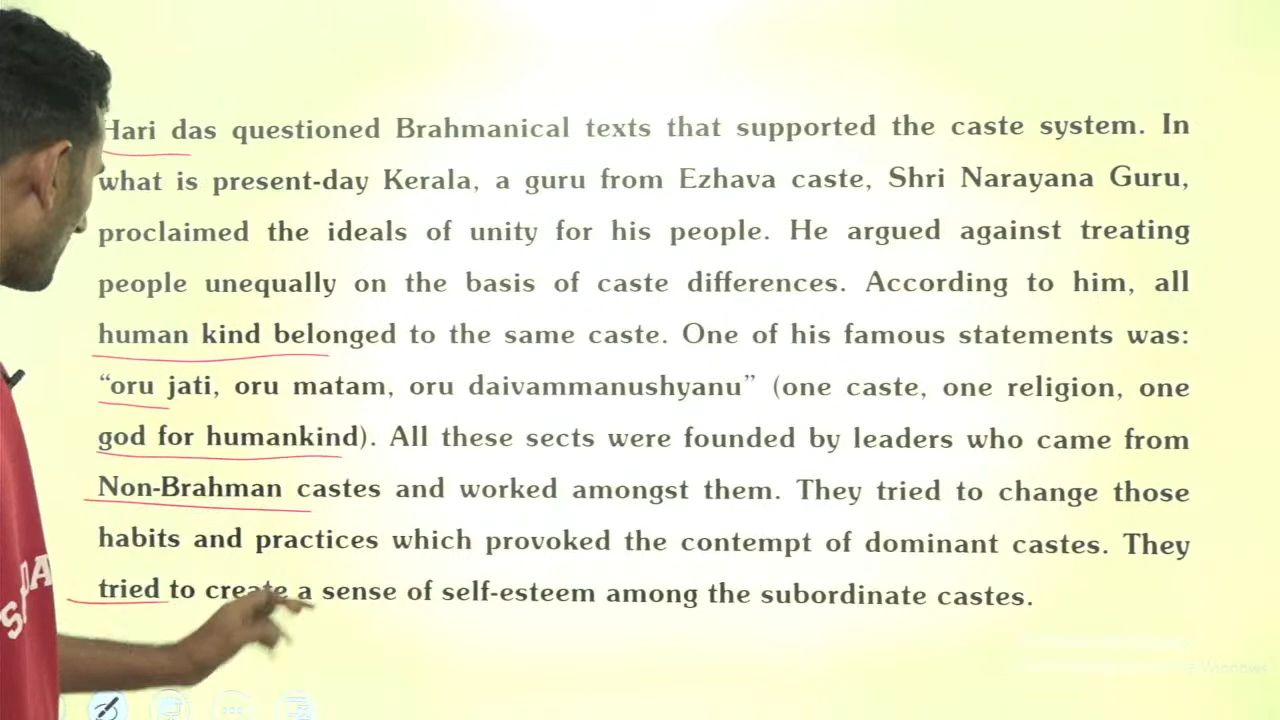 Hari das questioned Brahmanical texts that supported the caste system. In
what is present-day Kerala, a guru from Ezhava caste, Shri Narayana Guru,
proclaimed the ideals of unity for his people. He argued against treating
people unequally on the basis of caste differences. According to him, all
human kind belonged to the same caste. One of his famous statements was:
“oru jati, oru matam, oru daivammanushyanu” (one caste, one religion, one
god for humankind). All these sects were founded by leaders who came from
Non-Brahman castes and worked amongst them. They tried to change those
habits and practices which provoked the contempt of dominant castes. They
tried to create a sense of self-esteem among the subordinate castes.